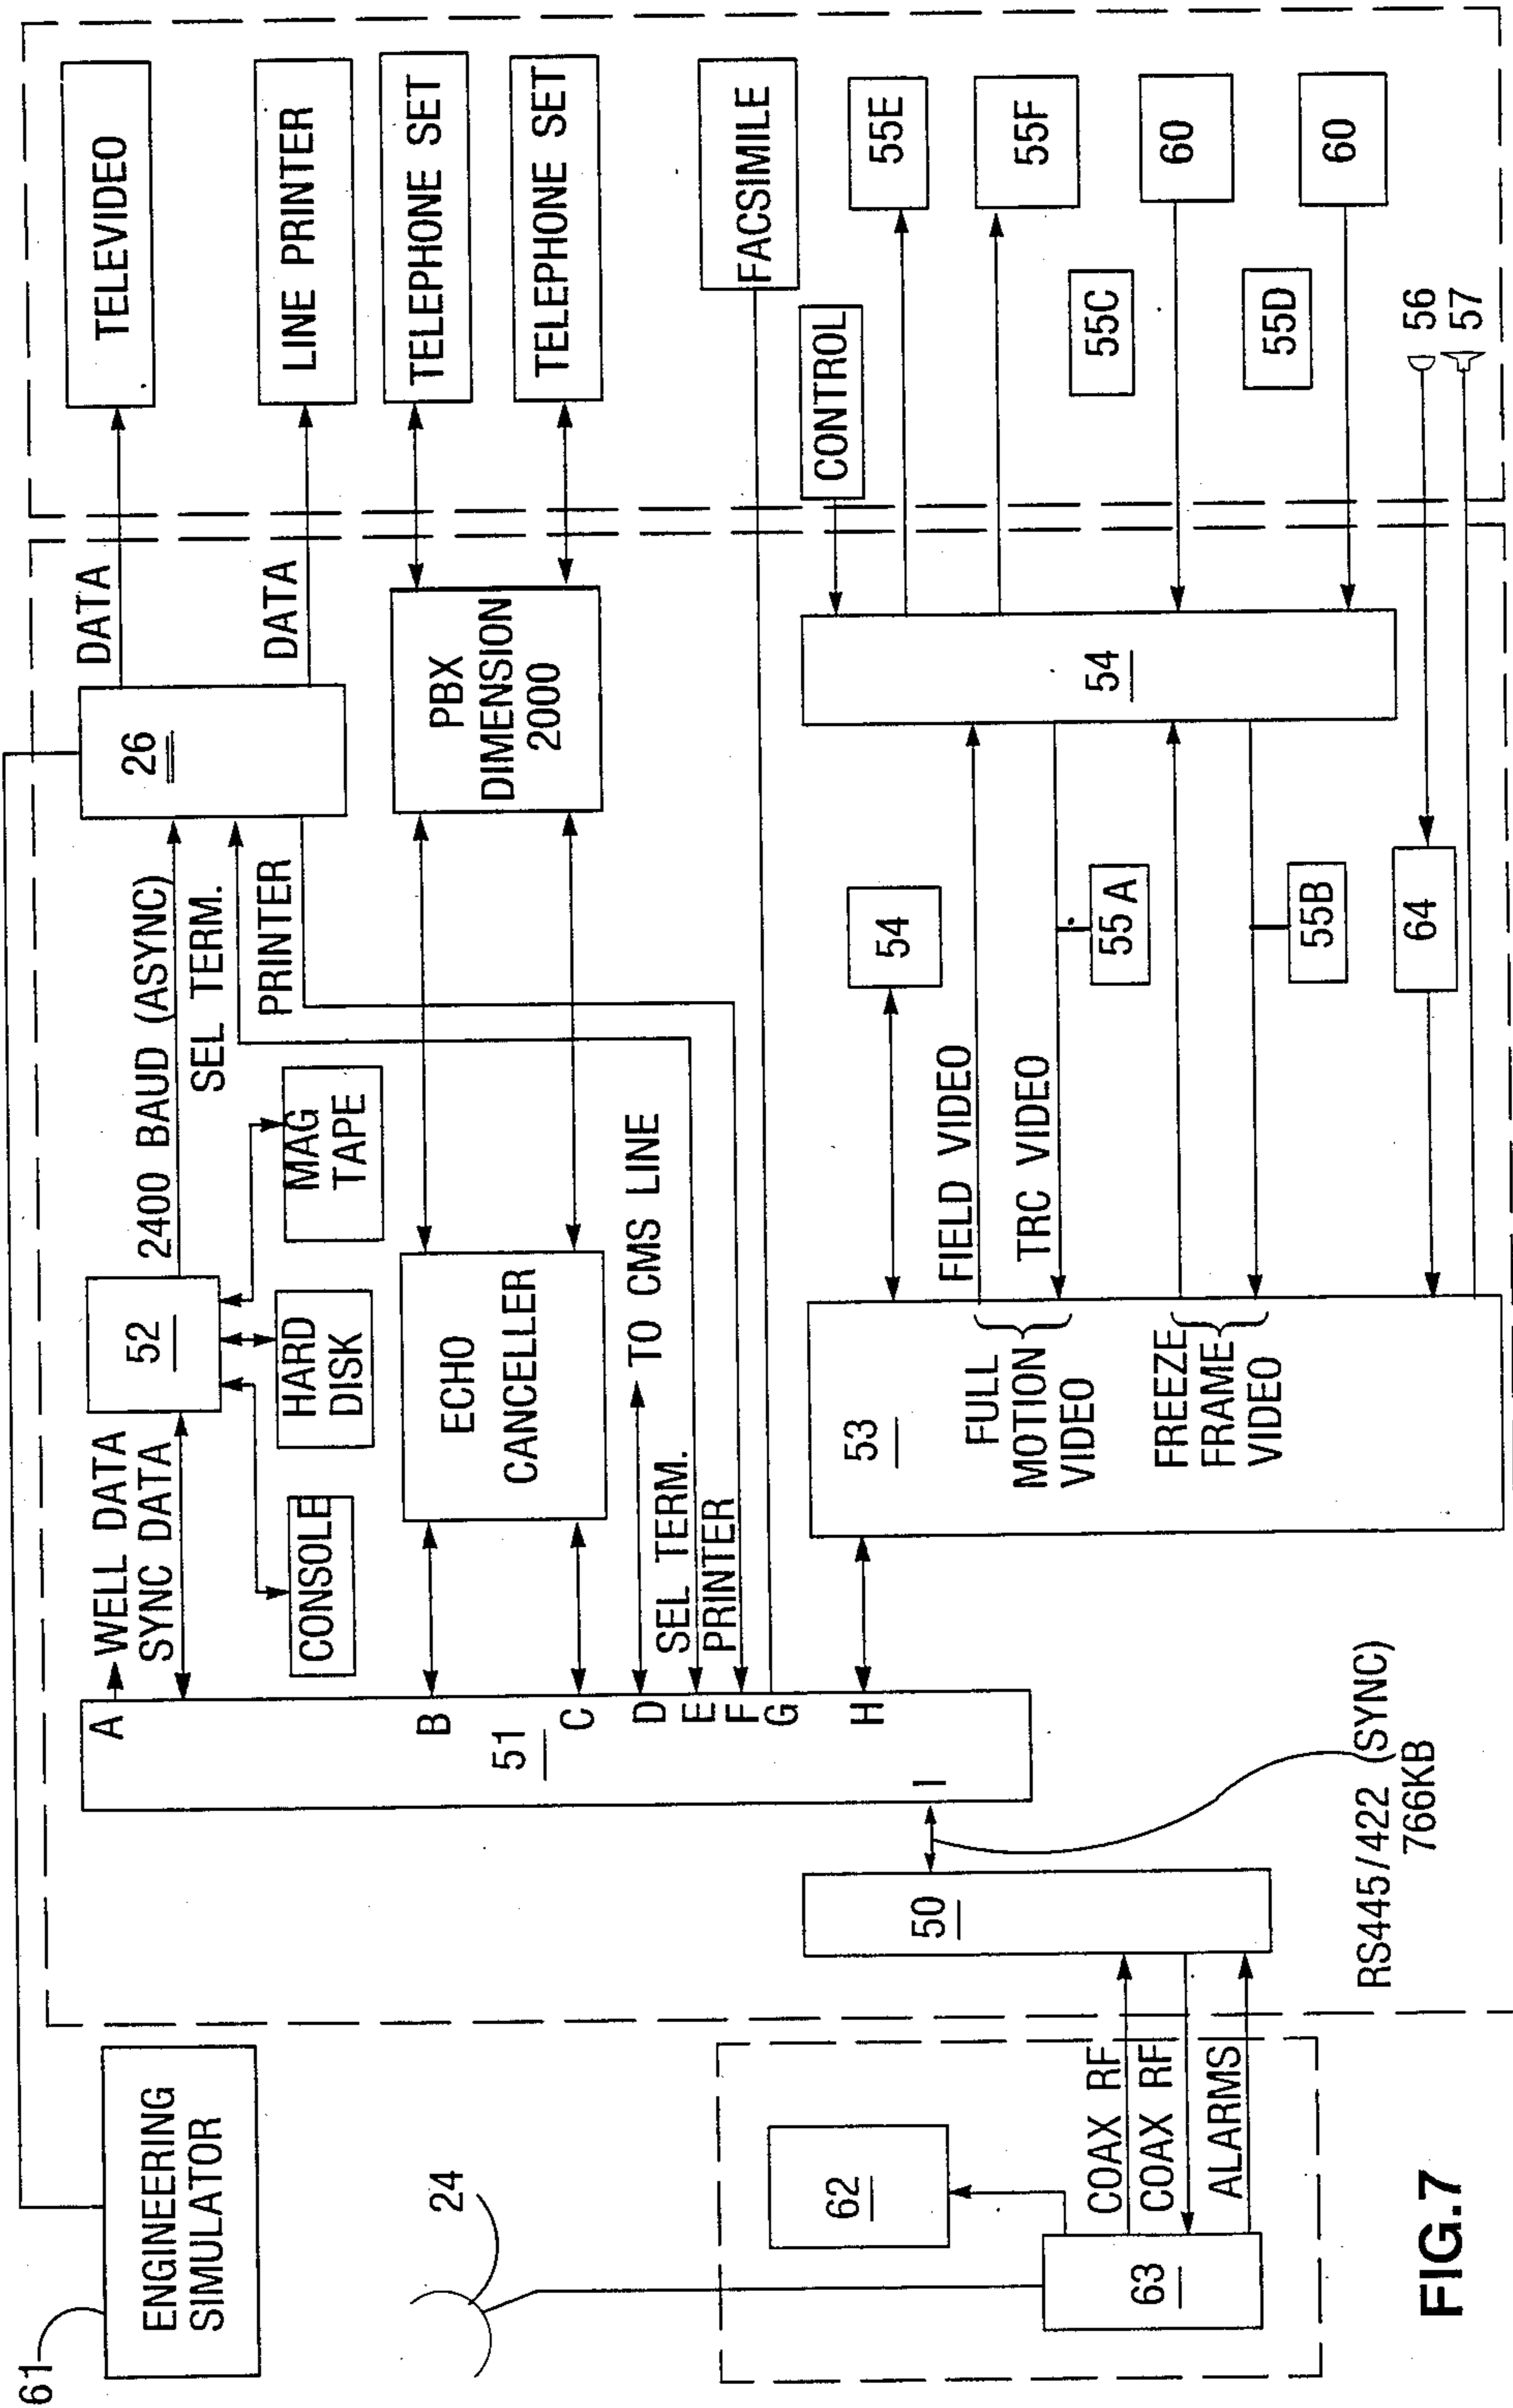 61
ENGINEERING
SIMULATOR
24
62
63
COAX RF
COAX RF
ALARMS
50
RS445/422 (SYNC)
766KB
A
B
C
D
E
F
G
H
I
51
WELL DATA
SYNC DATA
CONSOLE
HARD
DISK
MAG
TAPE
52
2400 BAUD (ASYNC)
SEL TERM.
PRINTER
26
DATA
DATA
TELEVIDEO
LINE PRINTER
ECHO
CANCELLER
PBX
DIMENSION
2000
TELEPHONE SET
TELEPHONE SET
TO CMS LINE
SEL TERM.
PRINTER
FACSIMILE
53
FULL
MOTION
VIDEO
FREEZE
FRAME
VIDEO
FIELD VIDEO
TRC VIDEO
54
55A
55B
64
54
CONTROL
55E
55F
55C
60
55D
60
56
57
FIG.7